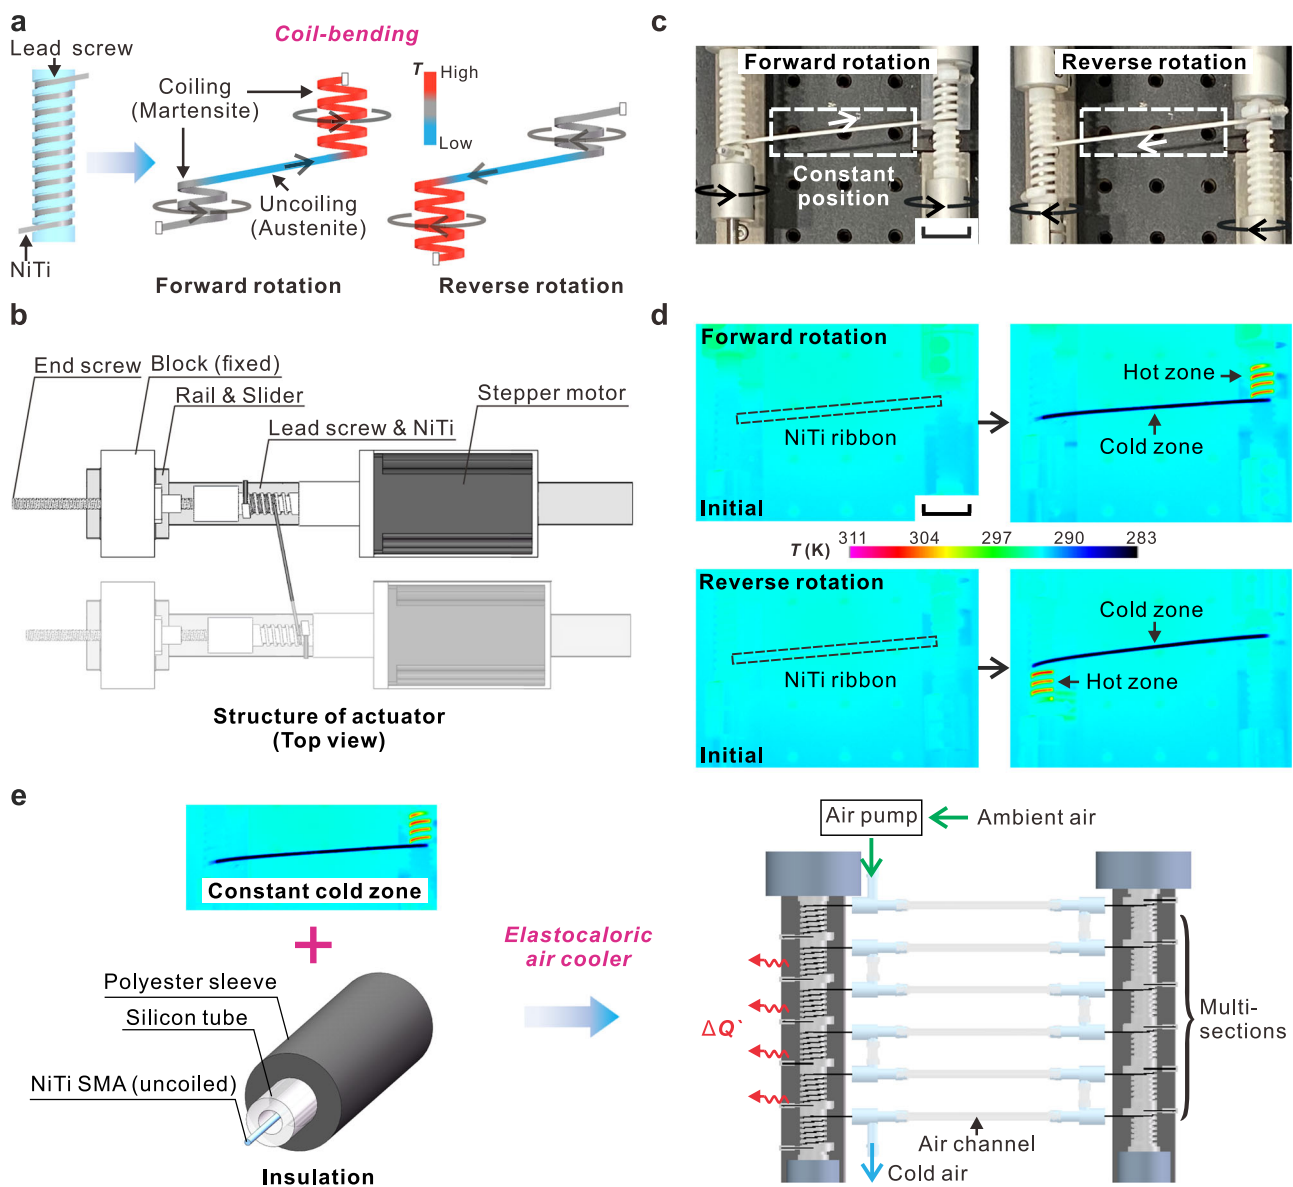 a
Lead screw
NiTi
Coil-bending
Coiling
(Martensite)
T
High
Low
Uncoiling
(Austenite)
Forward rotation
Reverse rotation
b
End screw
Block (fixed)
Rail & Slider
Lead screw & NiTi
Stepper motor
Structure of actuator
(Top view)
c
Forward rotation
Reverse rotation
Constant
position
d
Forward rotation
NiTi ribbon
Initial
Hot zone
Cold zone
T (K)
311
304
297
290
283
Reverse rotation
NiTi ribbon
Initial
Cold zone
Hot zone
e
Constant cold zone
+
Polyester sleeve
Silicon tube
NiTi SMA (uncoiled)
Insulation
Elastocaloric
air cooler
Air pump
Ambient air
ΔQ`
Multi-
sections
Air channel
Cold air